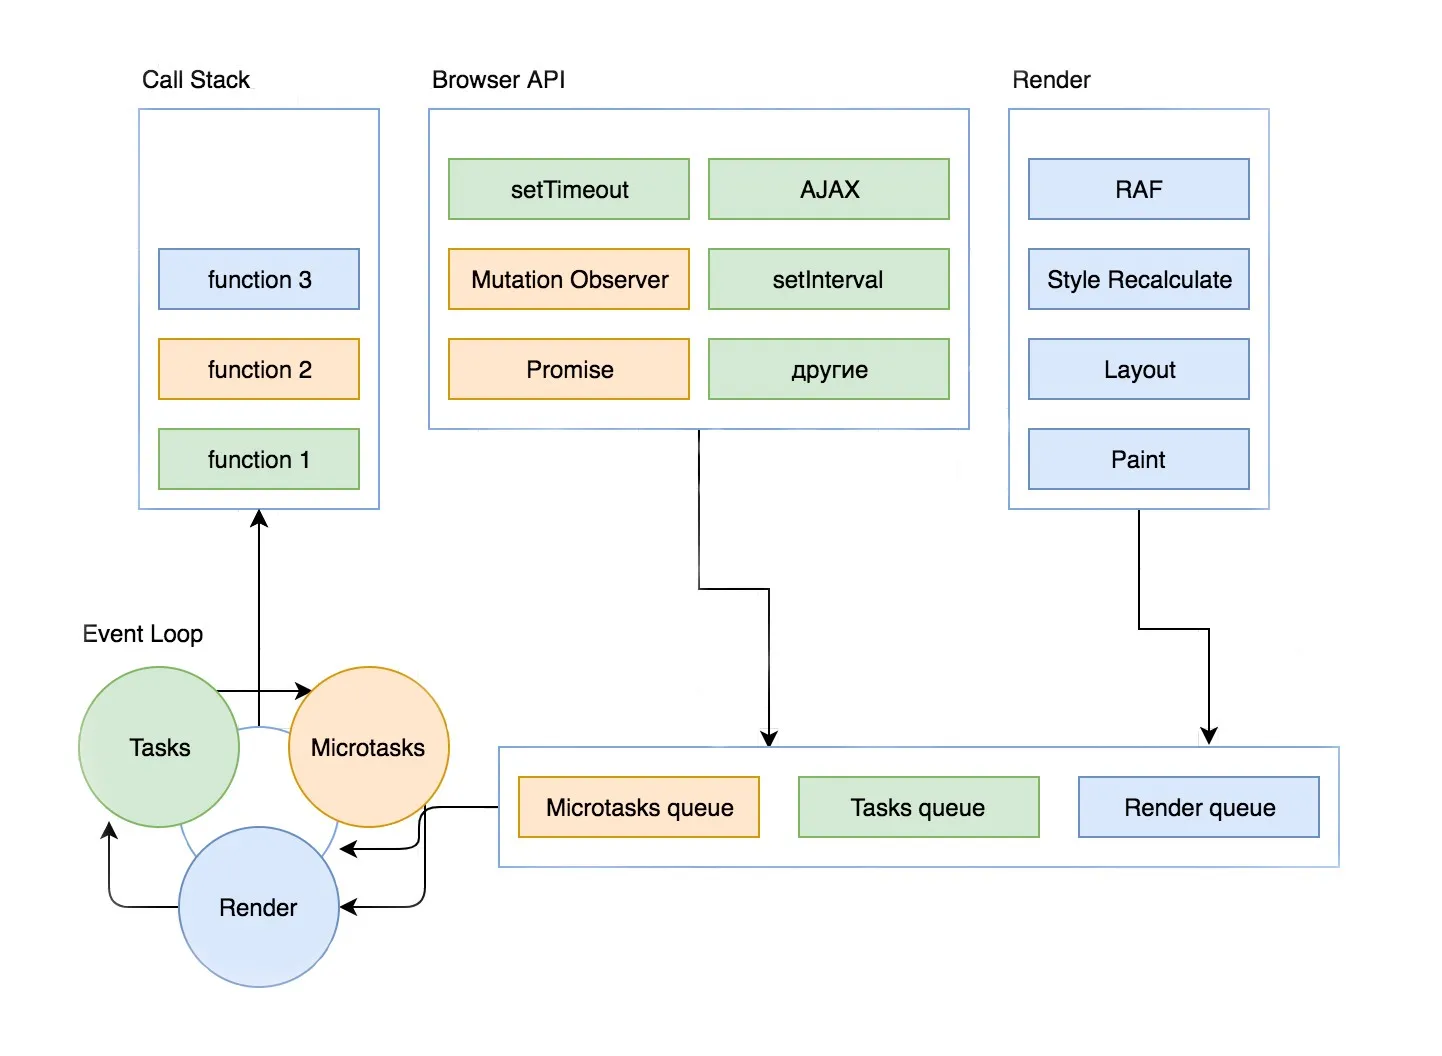 Call Stack
function 3
function 2
function 1
Browser API
setTimeout
AJAX
Mutation Observer
setInterval
Promise
другие
Render
RAF
Style Recalculate
Layout
Paint
Event Loop
Tasks
Microtasks
Render
Microtasks queue
Tasks queue
Render queue